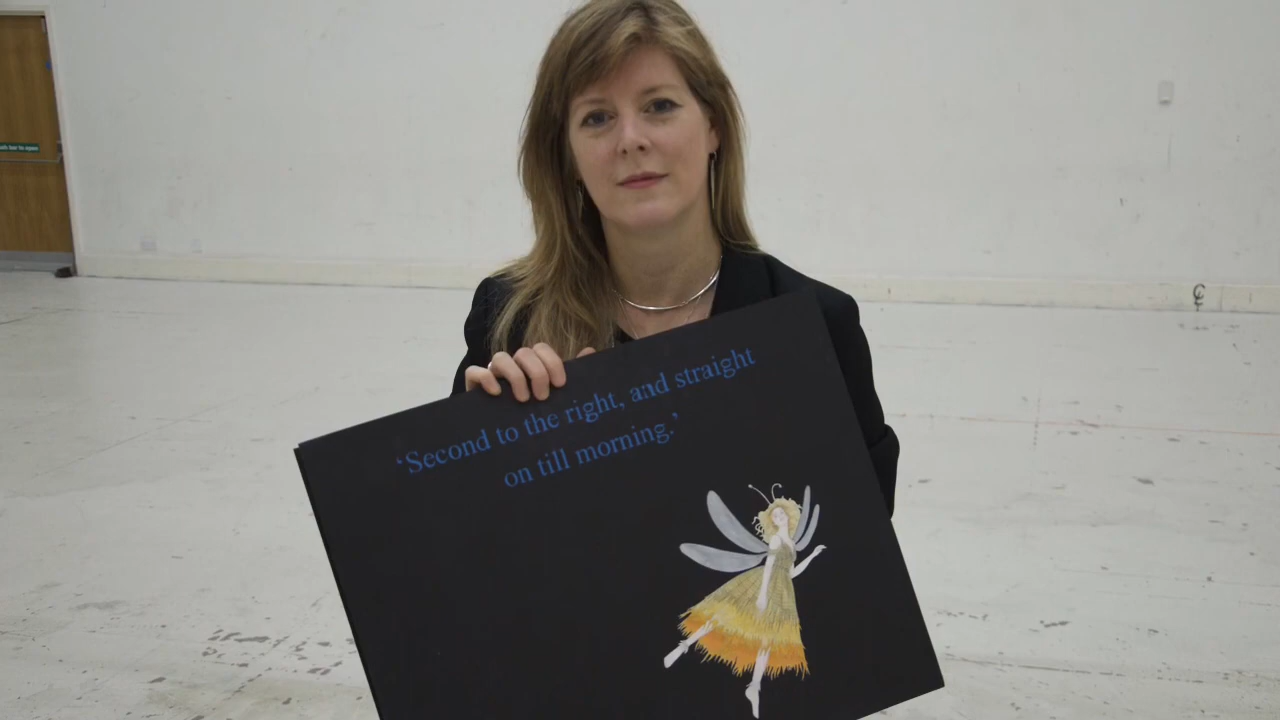 ‘Second to the right, and straight
on till morning.’